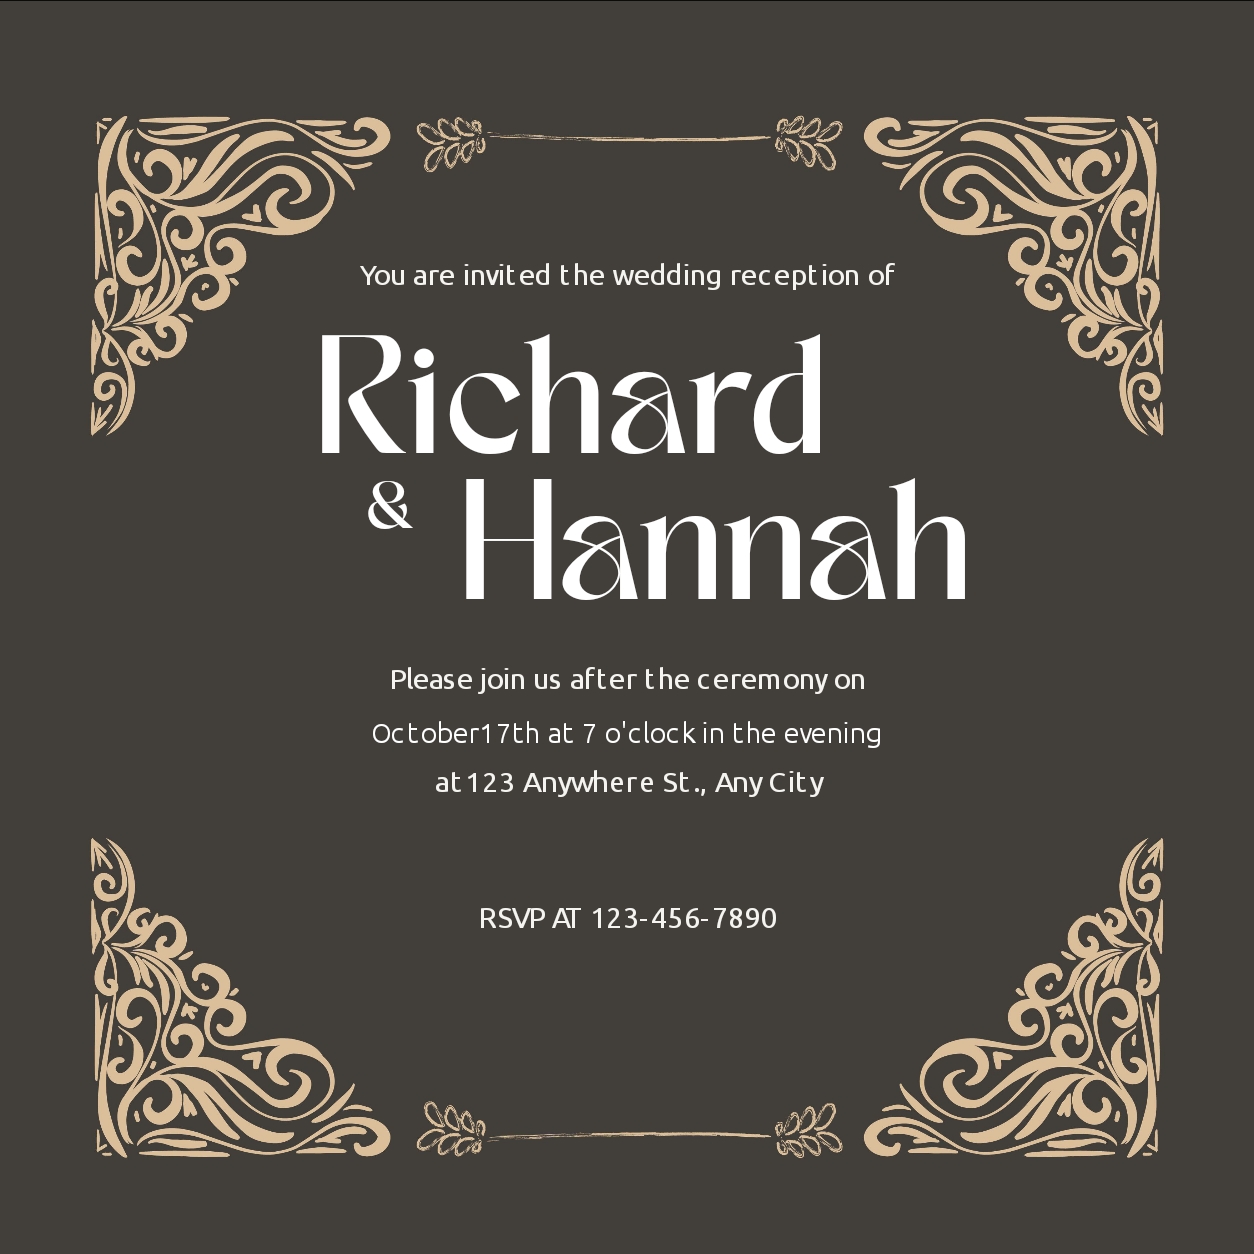 You are invited the wedding reception of
Richard
& Hannah
Please join us after the ceremony on
October17th at 7 o'clock in the evening
at 123 Anywhere St., Any City
RSVP AT 123-456-7890